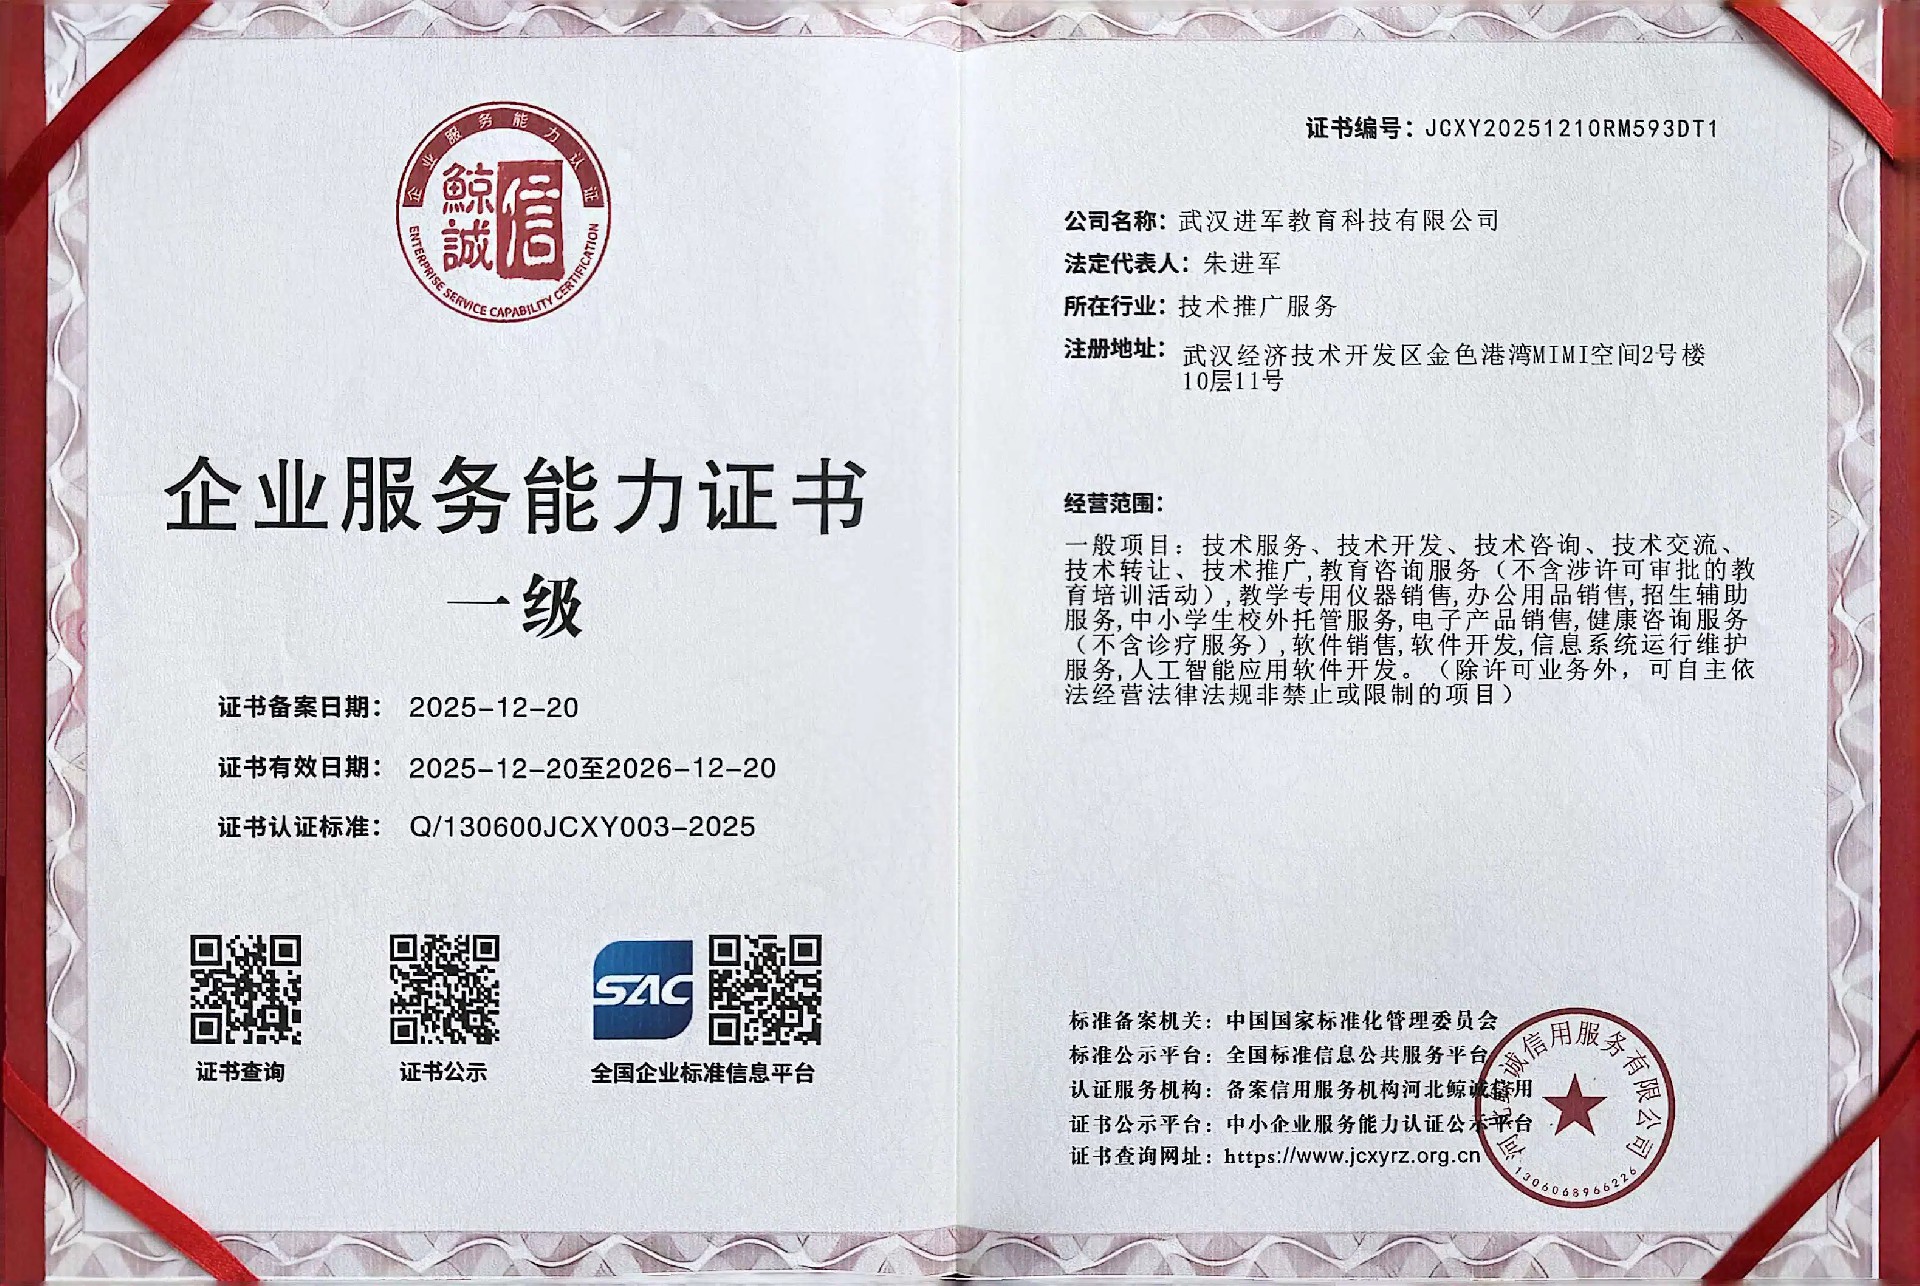 企业服务能力认证
鲸誠信
ENTERPRISE SERVICE CAPABILITY CERTIFICATION
企业服务能力证书
一级
证书备案日期： 2025-12-20
证书有效日期： 2025-12-20至2026-12-20
证书认证标准： Q/130600JCXY003-2025
证书查询
证书公示
SAC
全国企业标准信息平台
证书编号：JCXY20251210RM593DT1
公司名称：武汉进军教育科技有限公司
法定代表人：朱进军
所在行业：技术推广服务
注册地址：武汉经济技术开发区金色港湾MIMI空间2号楼
10层11号
经营范围：
一般项目：技术服务、技术开发、技术咨询、技术交流、
技术转让、技术推广,教育咨询服务（不含涉许可审批的教
育培训活动）,教学专用仪器销售,办公用品销售,招生辅助
服务,中小学生校外托管服务,电子产品销售,健康咨询服务
（不含诊疗服务）,软件销售,软件开发,信息系统运行维护
服务,人工智能应用软件开发。（除许可业务外，可自主依
法经营法律法规非禁止或限制的项目）
标准备案机关：中国国家标准化管理委员会
标准公示平台：全国标准信息公共服务平台
认证服务机构：备案信用服务机构河北鲸诚信用
证书公示平台：中小企业服务能力认证公示平台
证书查询网址：https://www.jcxyrz.org.cn
河北鲸诚信用服务有限公司
1306068966226